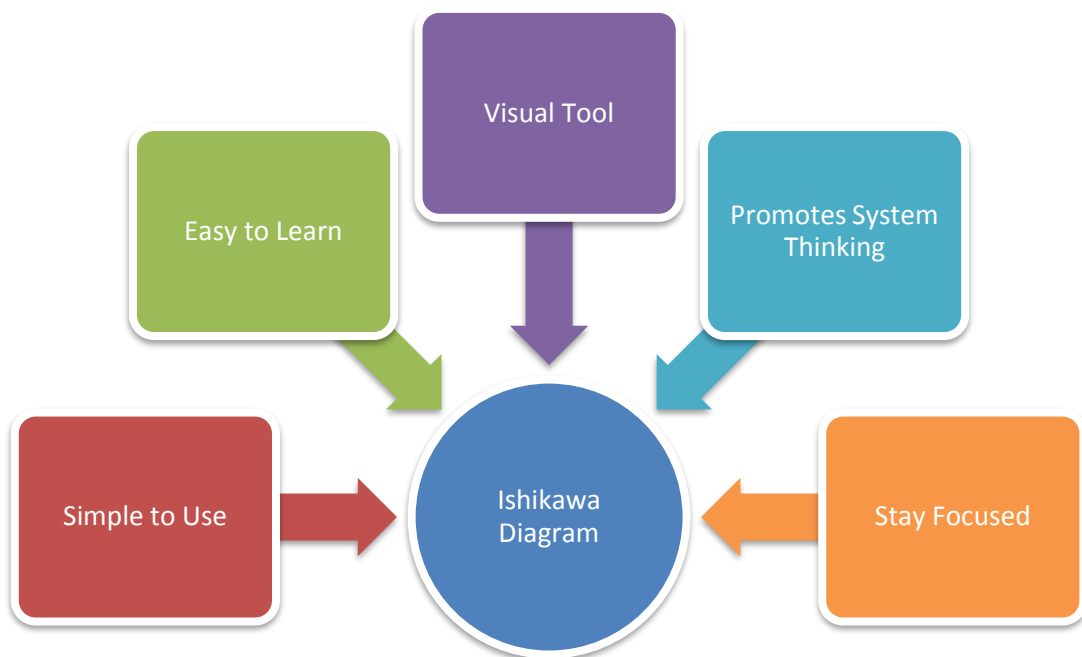 Visual Tool
Easy to Learn
Promotes System
Thinking
Simple to Use
Ishikawa
Diagram
Stay Focused